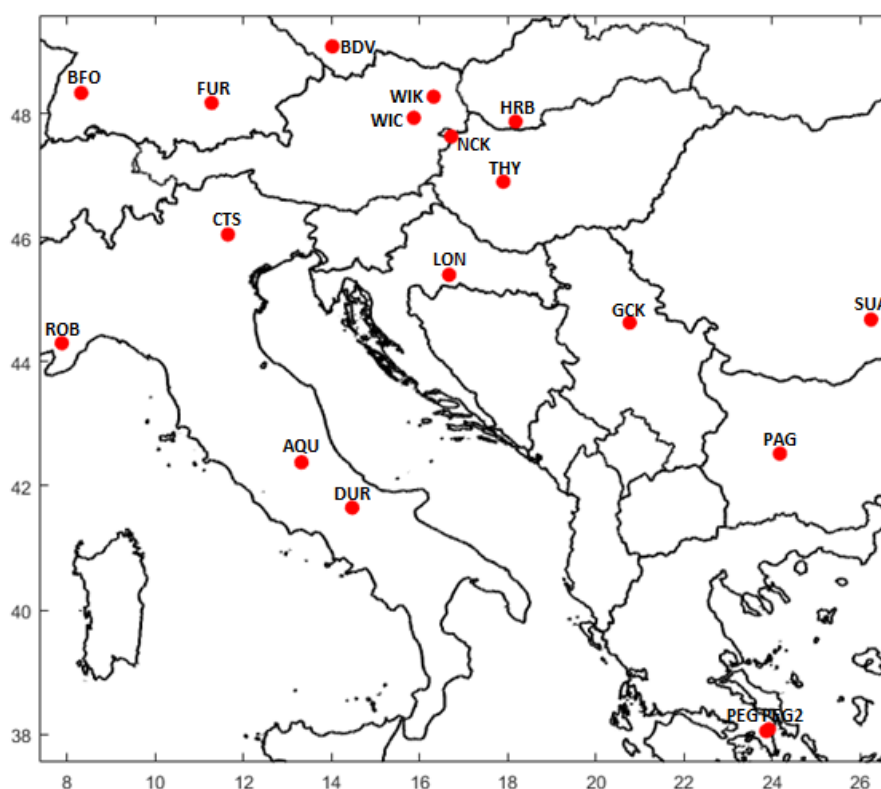 BDV
BFO
FUR
WIK
48
HRB
WIC
NCK
THY
CTS
46
LON
GCK
SUA
ROB
44
PAG
AQU
42
DUR
40
PEG PEG2
38
8 10 12 14 16 18 20 22 24 26